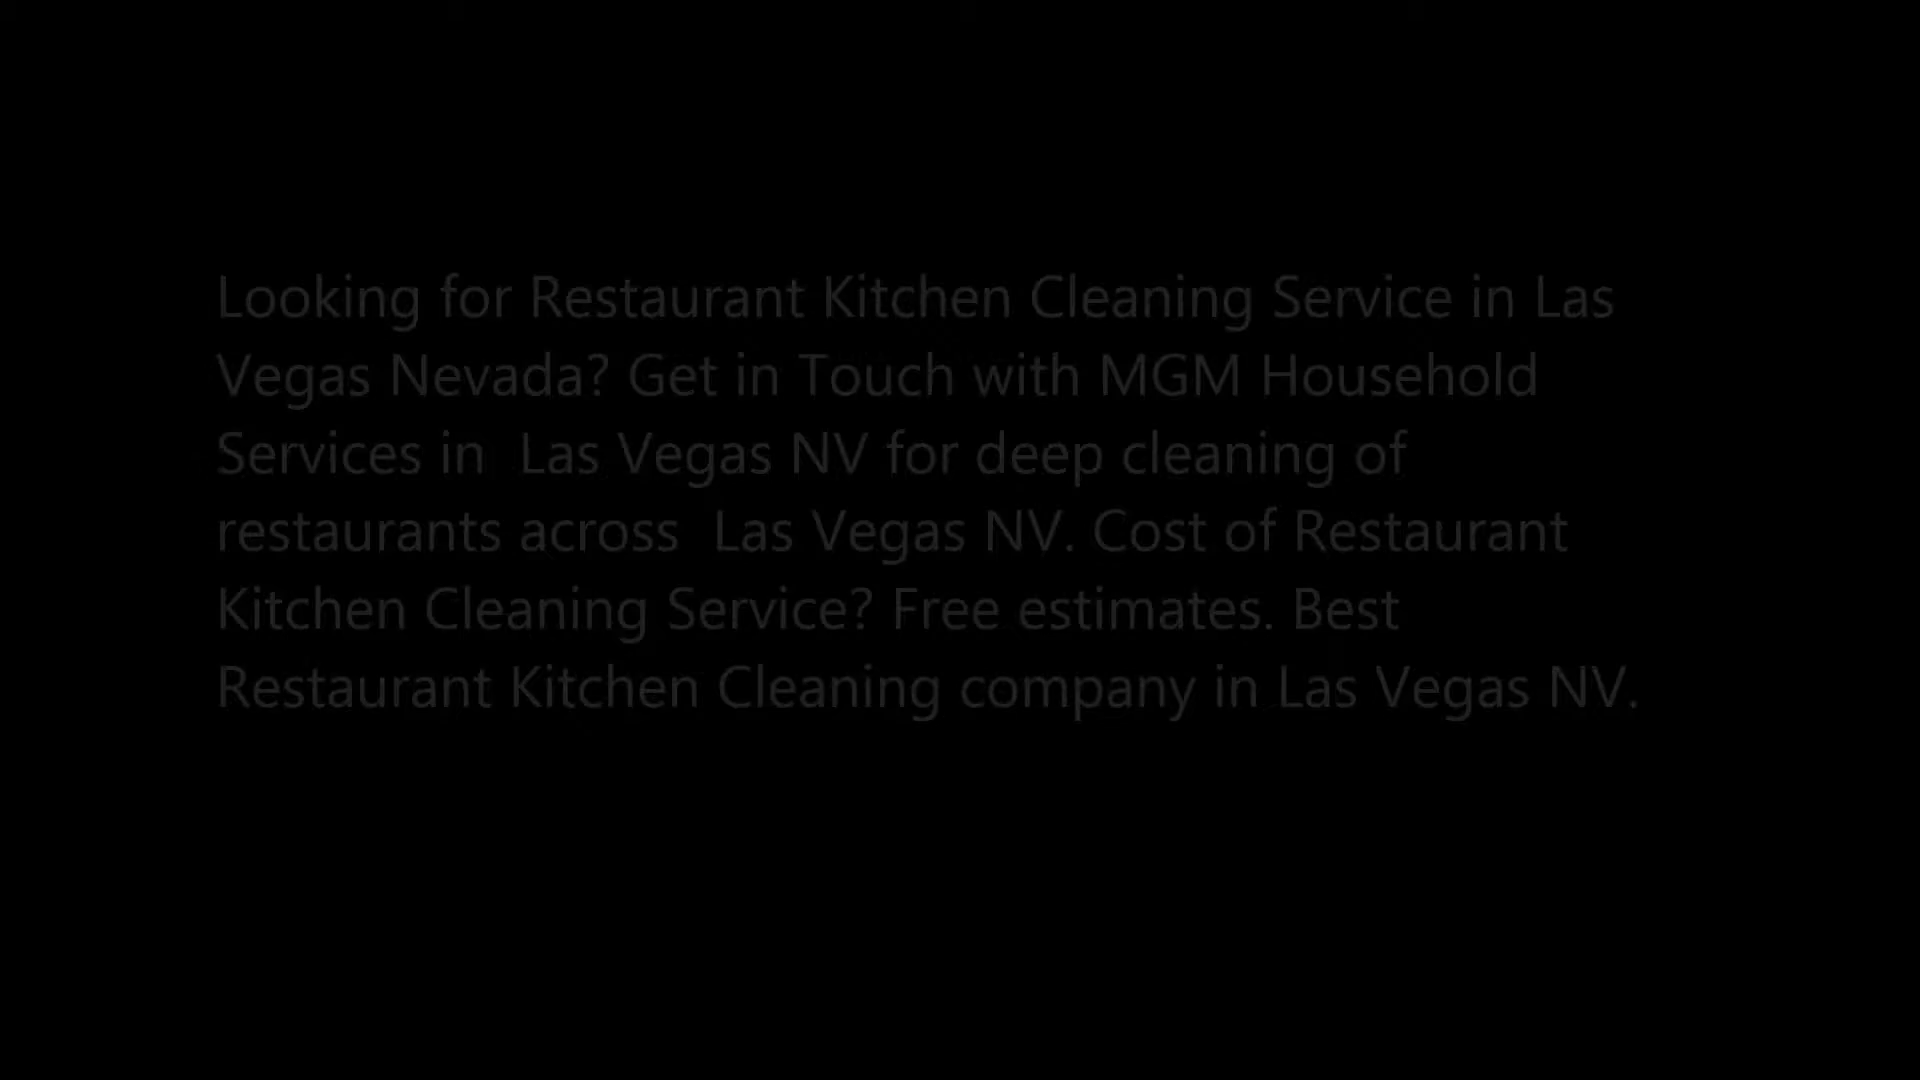 Looking for Restaurant Kitchen Cleaning Service in Las
Vegas Nevada? Get in Touch with MGM Household
Services in  Las Vegas NV for deep cleaning of
restaurants across  Las Vegas NV. Cost of Restaurant
Kitchen Cleaning Service? Free estimates. Best
Restaurant Kitchen Cleaning company in Las Vegas NV.